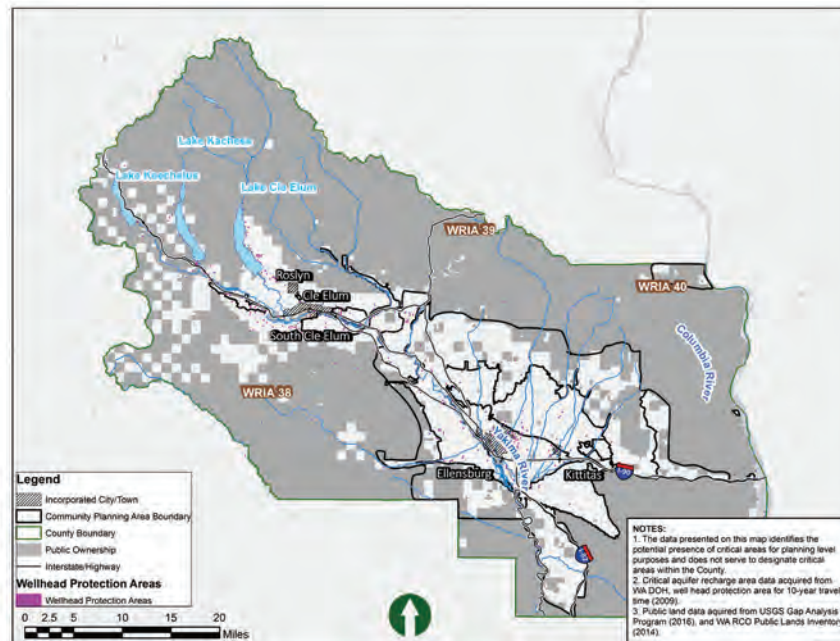 Lake Kachess
Lake Keechelus
Lake Cle Elum
WRIA 39
Roslyn
WRIA 40
Cle Elum
South Cle Elum
Columbia River
WRIA 38
Yakima River
Ellensburg
Kittitas
Legend
Incorporated City/Town
Community Planning Area Boundary
County Boundary
Public Ownership
Interstate/Highway
Wellhead Protection Areas
Wellhead Protection Areas
0 2.5 5 10 15 20
Miles
NOTES:
1. The data presented on this map identifies the
potential presence of critical areas for planning level
purposes and does not serve to designate critical
areas within the County.
2. Critical aquifer recharge area data acquired from
WA DOH, well head protection area for 10-year travel
time (2009).
3. Public land data aquired from USGS Gap Analysis
Program (2016), and WA RCO Public Lands Inventory
(2014).